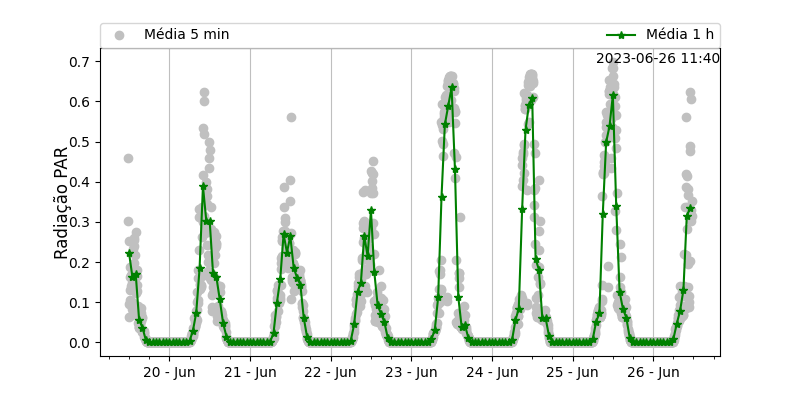 Média 5 min
Média 1 h
2023-06-26 11:40
Radiação PAR
0.7
0.6
0.5
0.4
0.3
0.2
0.1
0.0
20 - Jun
21 - Jun
22 - Jun
23 - Jun
24 - Jun
25 - Jun
26 - Jun